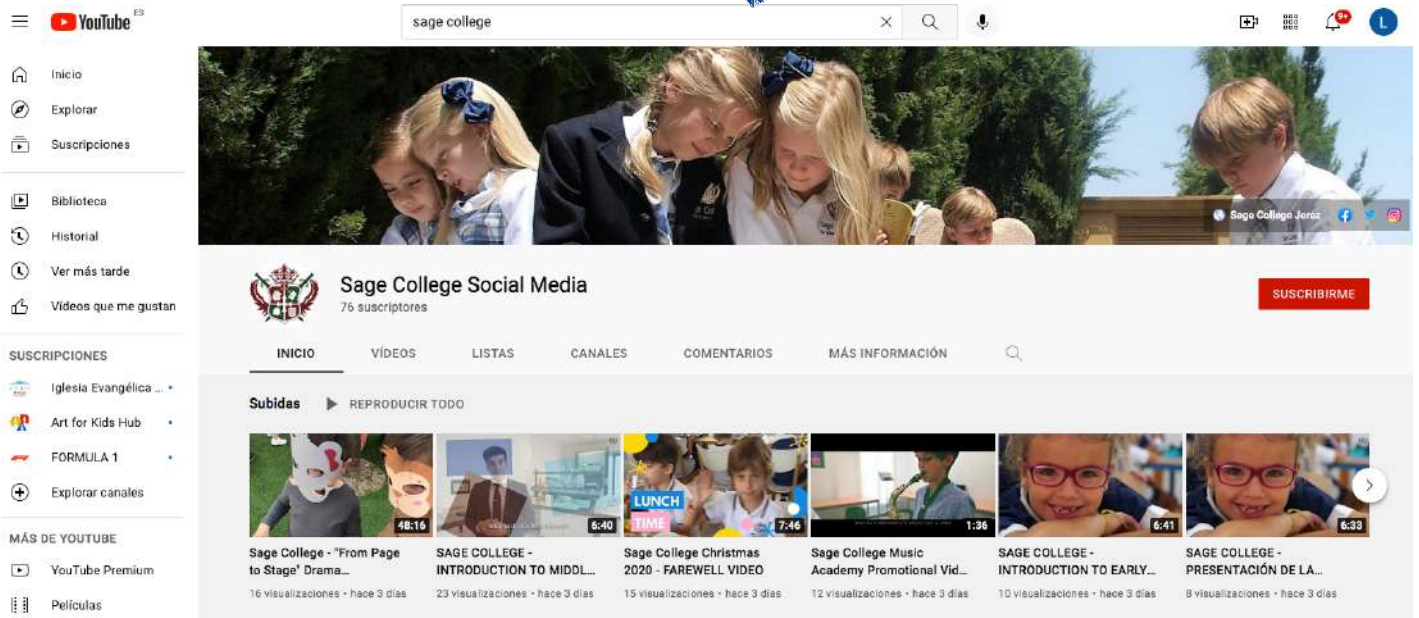 YouTube ES
sage college
9+
L
Inicio
Explorar
Suscripciones
Biblioteca
Historial
Ver más tarde
Vídeos que me gustan
SUSCRIPCIONES
Iglesia Evangélica ...
Art for Kids Hub
FORMULA 1
Explorar canales
MÁS DE YOUTUBE
YouTube Premium
Películas
Sage College Jerez
Sage College Social Media
76 suscriptores
SUSCRIBIRME
INICIO VÍDEOS LISTAS CANALES COMENTARIOS MÁS INFORMACIÓN
Subidas REPRODUCIR TODO
48:16
Sage College - "From Page
to Stage" Drama...
16 visualizaciones • hace 3 días
6:40
SAGE COLLEGE -
INTRODUCTION TO MIDDL...
23 visualizaciones • hace 3 días
LUNCH
TIME
7:46
Sage College Christmas
2020 - FAREWELL VIDEO
15 visualizaciones • hace 3 días
1:36
Sage College Music
Academy Promotional Vid...
12 visualizaciones • hace 3 días
6:41
SAGE COLLEGE -
INTRODUCTION TO EARLY...
10 visualizaciones • hace 3 días
6:33
SAGE COLLEGE -
PRESENTACIÓN DE LA...
8 visualizaciones • hace 3 días